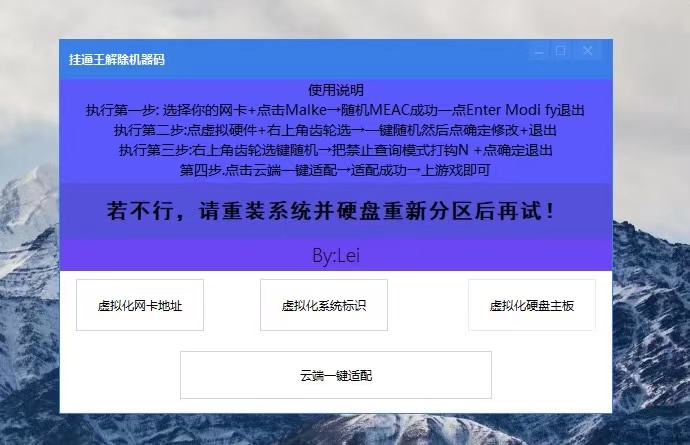 挂逼王解除机器码
使用说明
执行第一步: 选择你的网卡+点击Malke→随机MEAC成功一点Enter Modi fy退出
执行第二步:点虚拟硬件+右上角齿轮选→一键随机然后点确定修改+退出
执行第三步:右上角齿轮选键随机→把禁止查询模式打钩N +点确定退出
第四步.点击云端一键适配→适配成功→上游戏即可
若不行，请重装系统并硬盘重新分区后再试！
By:Lei
虚拟化网卡地址
虚拟化系统标识
虚拟化硬盘主板
云端一键适配